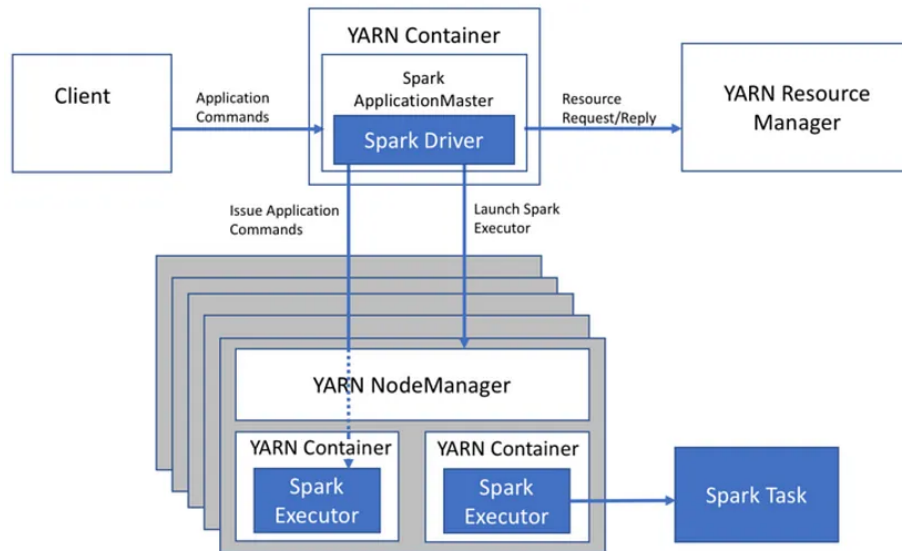 YARN Container
Client
Spark
ApplicationMaster
Spark Driver
Application
Commands
Resource
Request/Reply
YARN Resource
Manager
Issue Application
Commands
Launch Spark
Executor
YARN NodeManager
YARN Container
Spark
Executor
YARN Container
Spark
Executor
Spark Task